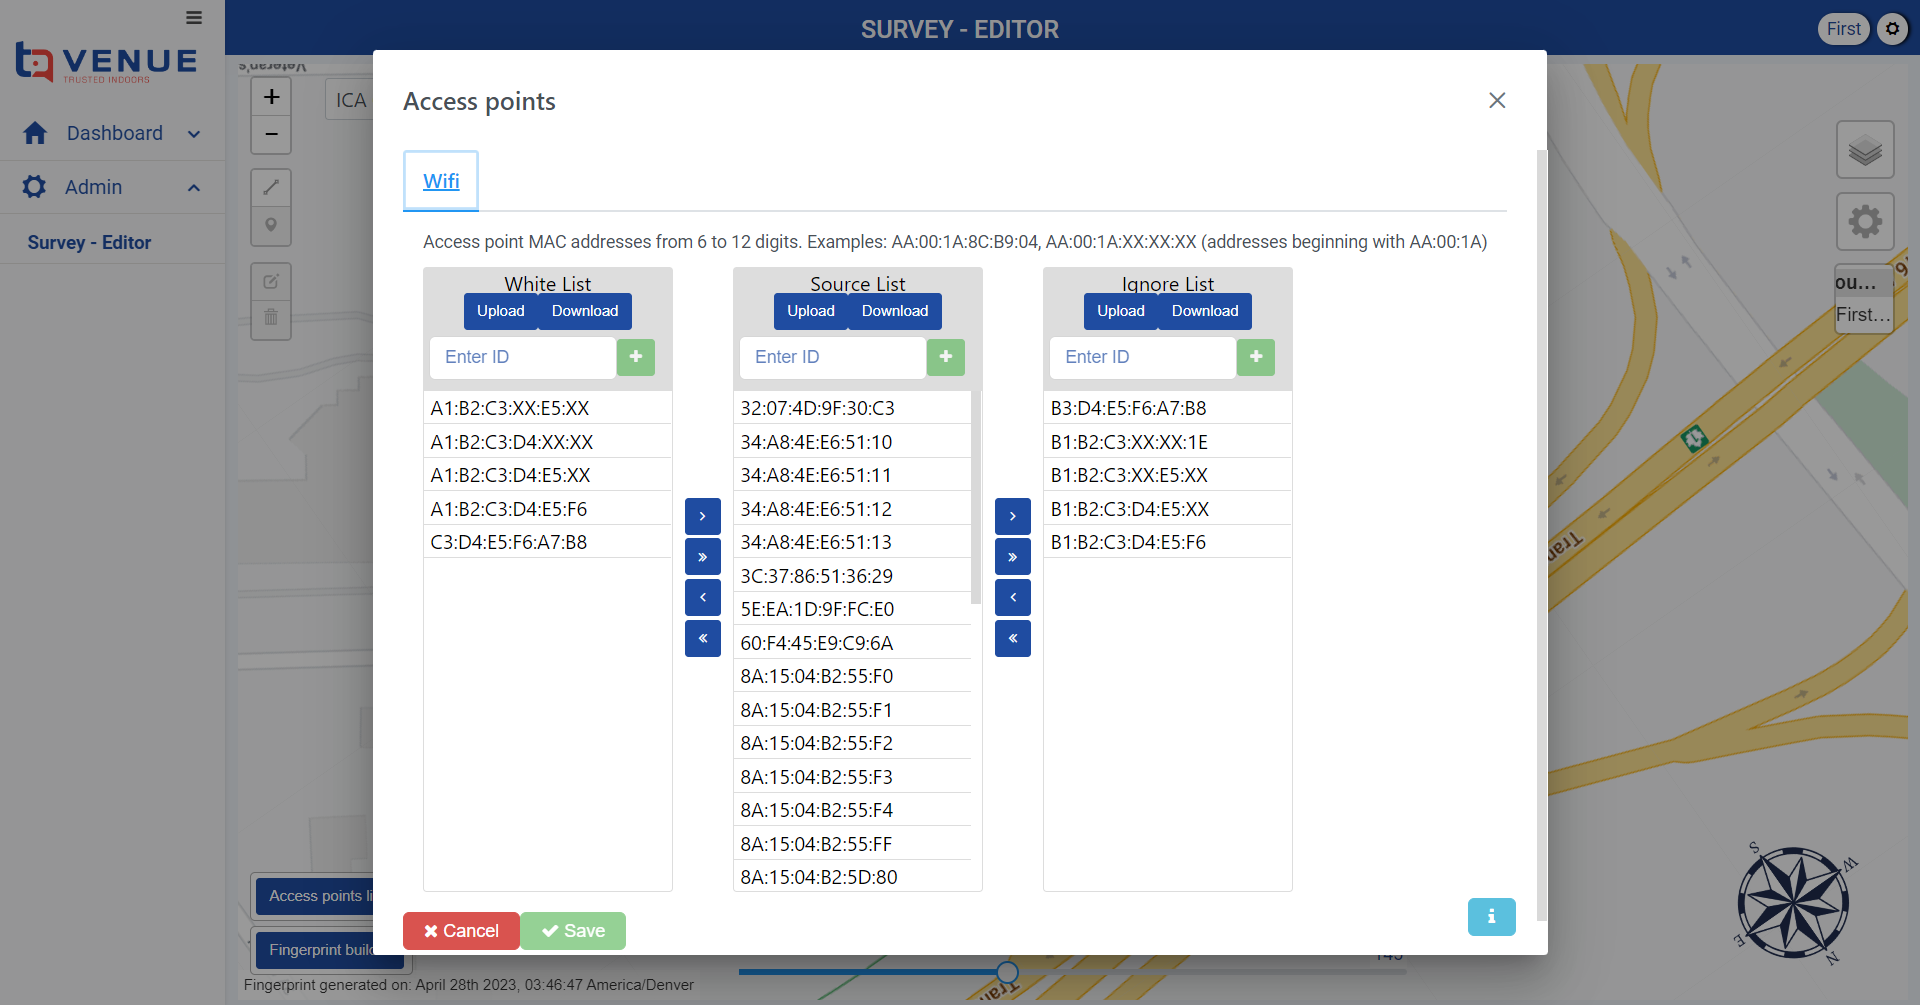 SURVEY - EDITOR
First
VENUE
TRUSTED INDOORS
Dashboard
Admin
Survey - Editor
Veteran's
+
−
ICA
Access points
Wifi
Access point MAC addresses from 6 to 12 digits. Examples: AA:00:1A:8C:B9:04, AA:00:1A:XX:XX:XX (addresses beginning with AA:00:1A)
White List
Upload Download
Enter ID
A1:B2:C3:XX:E5:XX
A1:B2:C3:D4:XX:XX
A1:B2:C3:D4:E5:XX
A1:B2:C3:D4:E5:F6
C3:D4:E5:F6:A7:B8
Source List
Upload Download
Enter ID
32:07:4D:9F:30:C3
34:A8:4E:E6:51:10
34:A8:4E:E6:51:11
34:A8:4E:E6:51:12
34:A8:4E:E6:51:13
3C:37:86:51:36:29
5E:EA:1D:9F:FC:E0
60:F4:45:E9:C9:6A
8A:15:04:B2:55:F0
8A:15:04:B2:55:F1
8A:15:04:B2:55:F2
8A:15:04:B2:55:F3
8A:15:04:B2:55:F4
8A:15:04:B2:55:FF
8A:15:04:B2:5D:80
Ignore List
Upload Download
Enter ID
B3:D4:E5:F6:A7:B8
B1:B2:C3:XX:XX:1E
B1:B2:C3:XX:E5:XX
B1:B2:C3:D4:E5:XX
B1:B2:C3:D4:E5:F6
Cancel Save
ou...
First...
Tran
S
W
E
N
Access points li
Fingerprint buil
Fingerprint generated on: April 28th 2023, 03:46:47 America/Denver
Tran